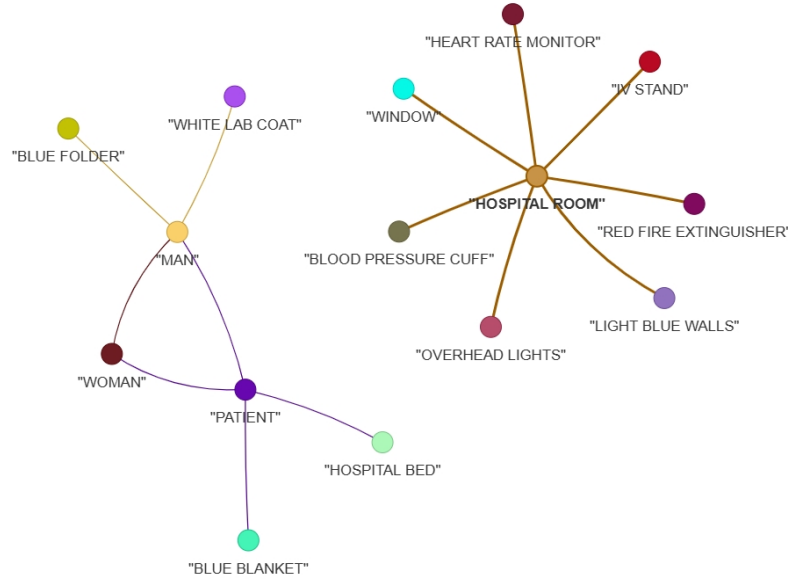 "HEART RATE MONITOR"
"IV STAND"
"WINDOW"
"WHITE LAB COAT"
"BLUE FOLDER"
"HOSPITAL ROOM"
"RED FIRE EXTINGUISHER"
"MAN"
"BLOOD PRESSURE CUFF"
"LIGHT BLUE WALLS"
"OVERHEAD LIGHTS"
"WOMAN"
"PATIENT"
"HOSPITAL BED"
"BLUE BLANKET"